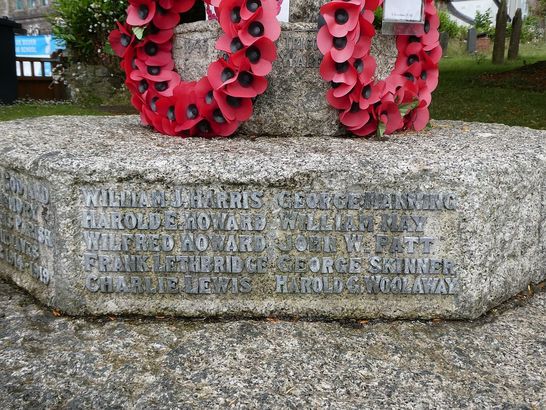 WILLIAM J. HARRIS GEORGE MANNING
HAROLD E. HOWARD WILLIAM MAY
WILFRED HOWARD JOHN W. PATT
FRANK LETHBRIDGE GEORGE SKINNER
CHARLIE LEWIS HAROLD G. WOOLAWAY